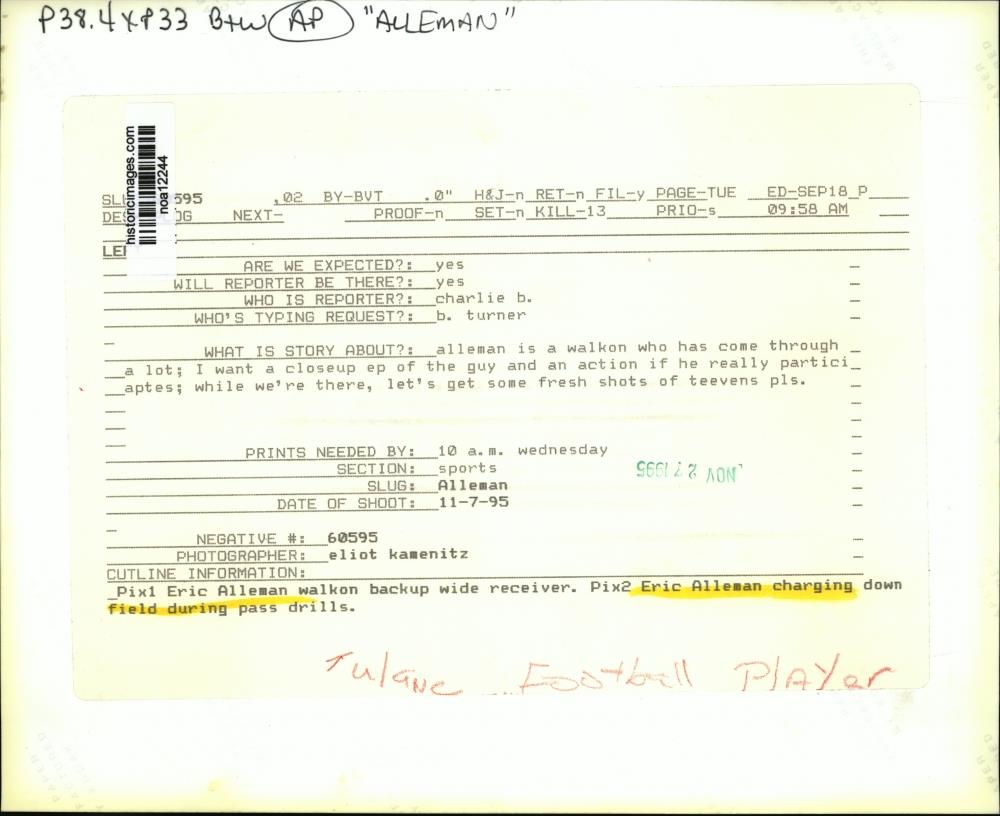 P38.4XP33 B+W AP "ALLEMAN"
historicimages.com
noa12244
SLU 595 ,02 BY-BVT .0" H&J-n RET-n FIL-y PAGE-TUE ED-SEP18 P
DES OG NEXT- PROOF-n SET-n KILL-13 PRIO-s 09:58 AM
LEN :
ARE WE EXPECTED?: yes
WILL REPORTER BE THERE?: yes
WHO IS REPORTER?: charlie b.
WHO'S TYPING REQUEST?: b. turner
WHAT IS STORY ABOUT?: alleman is a walkon who has come through
a lot; I want a closeup ep of the guy and an action if he really partici
aptes; while we're there, let's get some fresh shots of teevens pls.
PRINTS NEEDED BY: 10 a.m. wednesday
SECTION: sports
NOV 27 1995
SLUG: Alleman
DATE OF SHOOT: 11-7-95
NEGATIVE #: 60595
PHOTOGRAPHER: eliot kamenitz
CUTLINE INFORMATION:
Pix1 Eric Alleman walkon backup wide receiver. Pix2 Eric Alleman charging down
field during pass drills.
Tulane Football Player